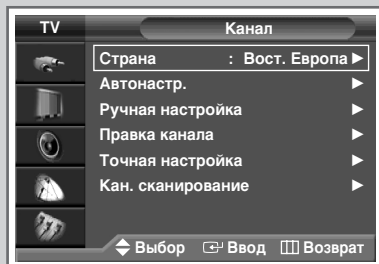 TV Канал
Страна : Вост. Европа
Автонастр.
Ручная настройка
Правка канала
Точная настройка
Кан. сканирование
Выбор Ввод Возврат